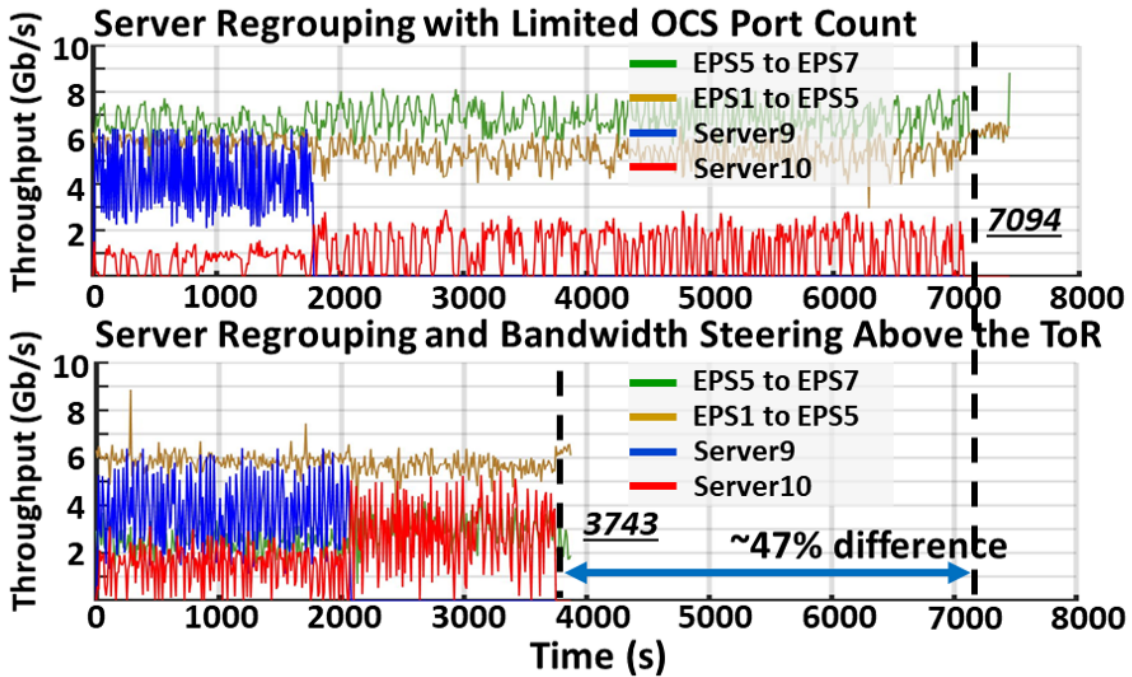 Server Regrouping with Limited OCS Port Count
Throughput (Gb/s)
10
8
6
4
2
EPS5 to EPS7
EPS1 to EPS5
Server9
Server10
7094
0 1000 2000 3000 4000 5000 6000 7000 8000
Server Regrouping and Bandwidth Steering Above the ToR
Throughput (Gb/s)
10
8
6
4
2
EPS5 to EPS7
EPS1 to EPS5
Server9
Server10
3743
~47% difference
0 1000 2000 3000 4000 5000 6000 7000 8000
Time (s)